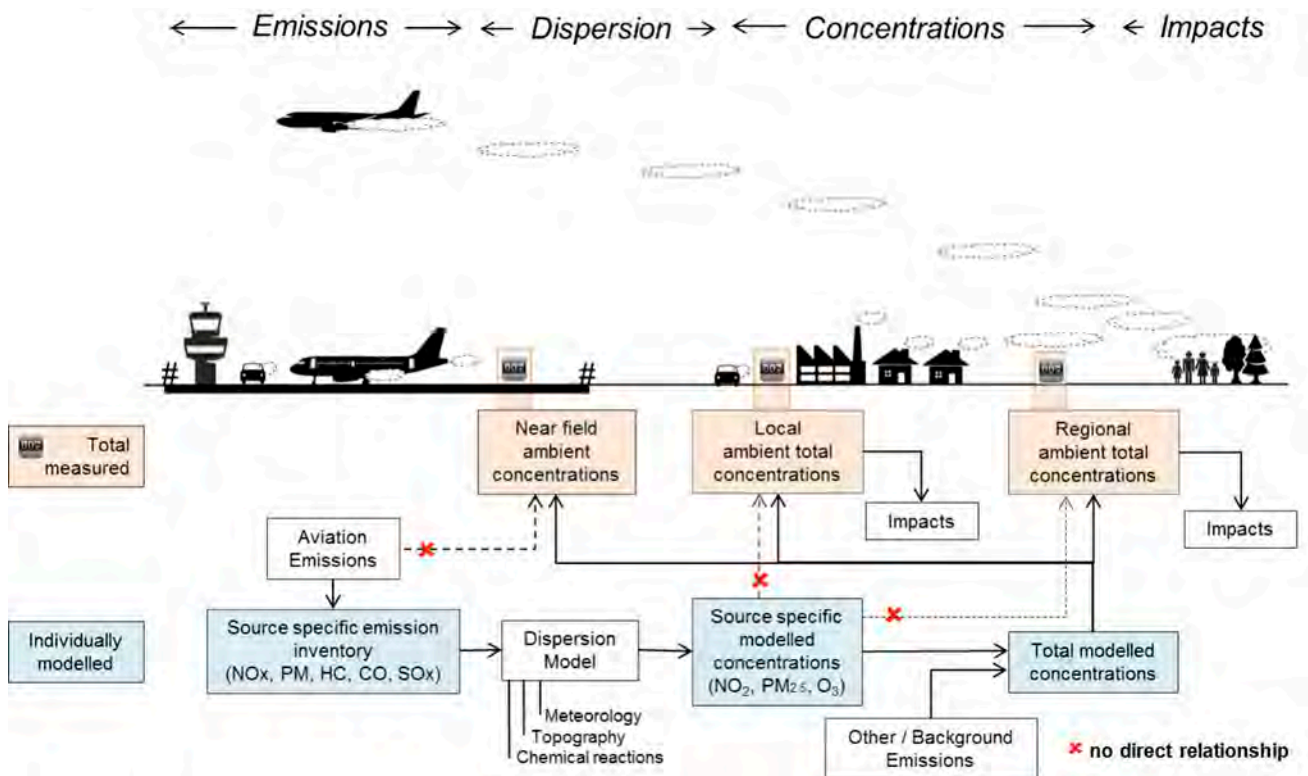 Emissions
Dispersion
Concentrations
Impacts
#
#
Total
measured
Near field
ambient
concentrations
Local
ambient total
concentrations
Regional
ambient total
concentrations
Impacts
Impacts
Aviation
Emissions
Individually
modelled
Source specific emission
inventory
(NOx, PM, HC, CO, SOx)
Dispersion
Model
Source specific
modelled
concentrations
(NO2, PM2.5, O3)
Total modelled
concentrations
Meteorology
Topography
Chemical reactions
Other / Background
Emissions
no direct relationship